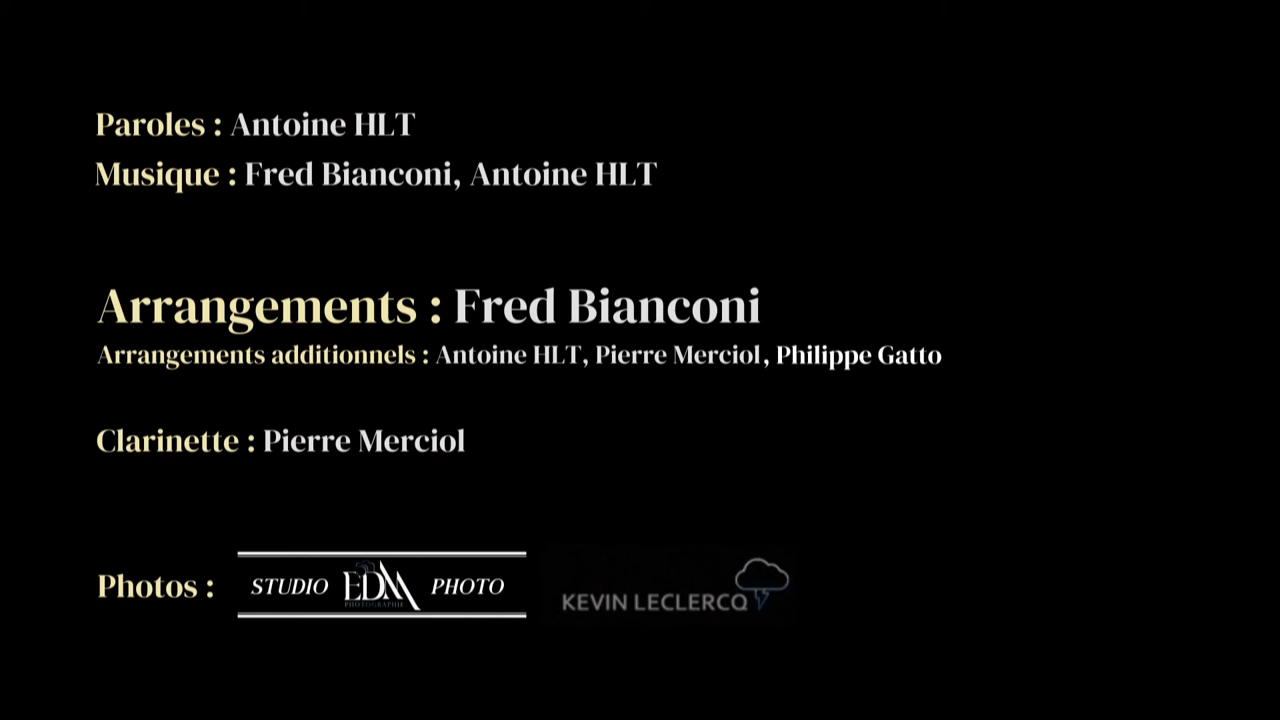 Paroles : Antoine HLT
Musique : Fred Bianconi, Antoine HLT
Arrangements : Fred Bianconi
Arrangements additionnels : Antoine HLT, Pierre Merciol, Philippe Gatto
Clarinette : Pierre Merciol
Photos : STUDIO EDM PHOTO
PHOTOGRAPHIE
KEVIN LECLERCQ